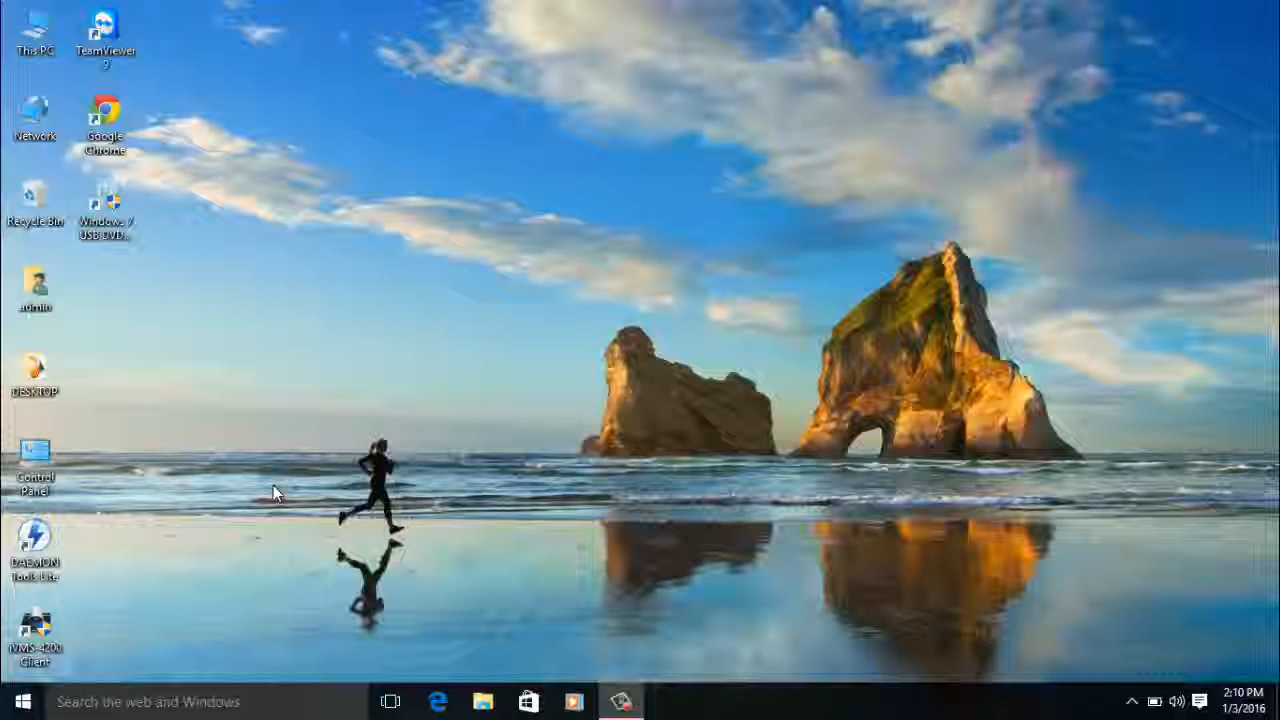 This PC
TeamViewer
9
Network
Google
Chrome
Recycle Bin
Windows 7
USB DVD...
admin
DESKTOP
Control
Panel
DAEMON
Tools Lite
iVMS-4200
Client
Search the web and Windows
2:10 PM
1/3/2016